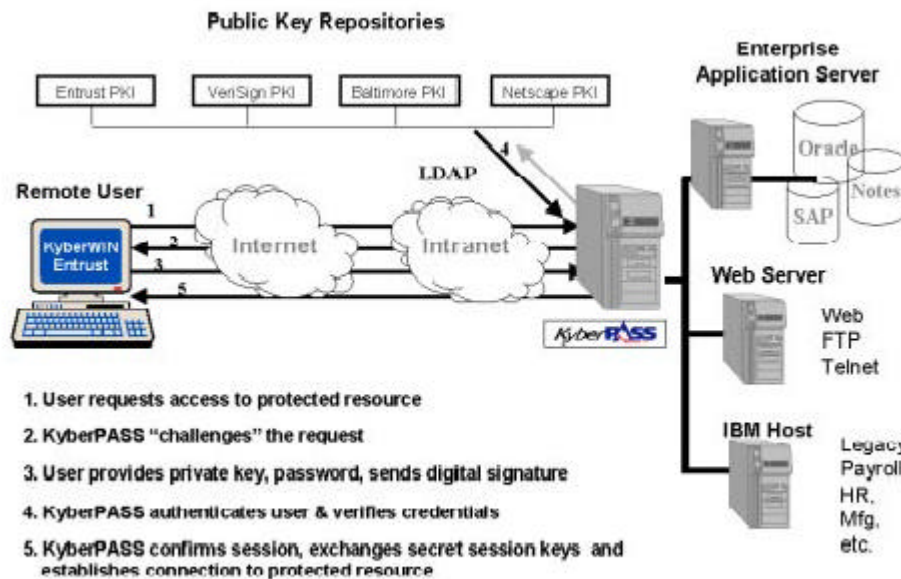 Public Key Repositories
Entrust PKI
VeriSign PKI
Baltimore PKI
Netscape PKI
Enterprise
Application Server
Oracle
Notes
SAP
4
LDAP
Remote User
KyberWIN
Entrust
1
2
3
5
Internet
Intranet
KyberPASS
Web Server
Web
FTP
Telnet
IBM Host
Legacy
Payroll
HR,
Mfg,
etc.
1. User requests access to protected resource
2. KyberPASS “challenges” the request
3. User provides private key, password, sends digital signature
4. KyberPASS authenticates user & verifies credentials
5. KyberPASS confirms session, exchanges secret session keys and
establishes connection to protected resource